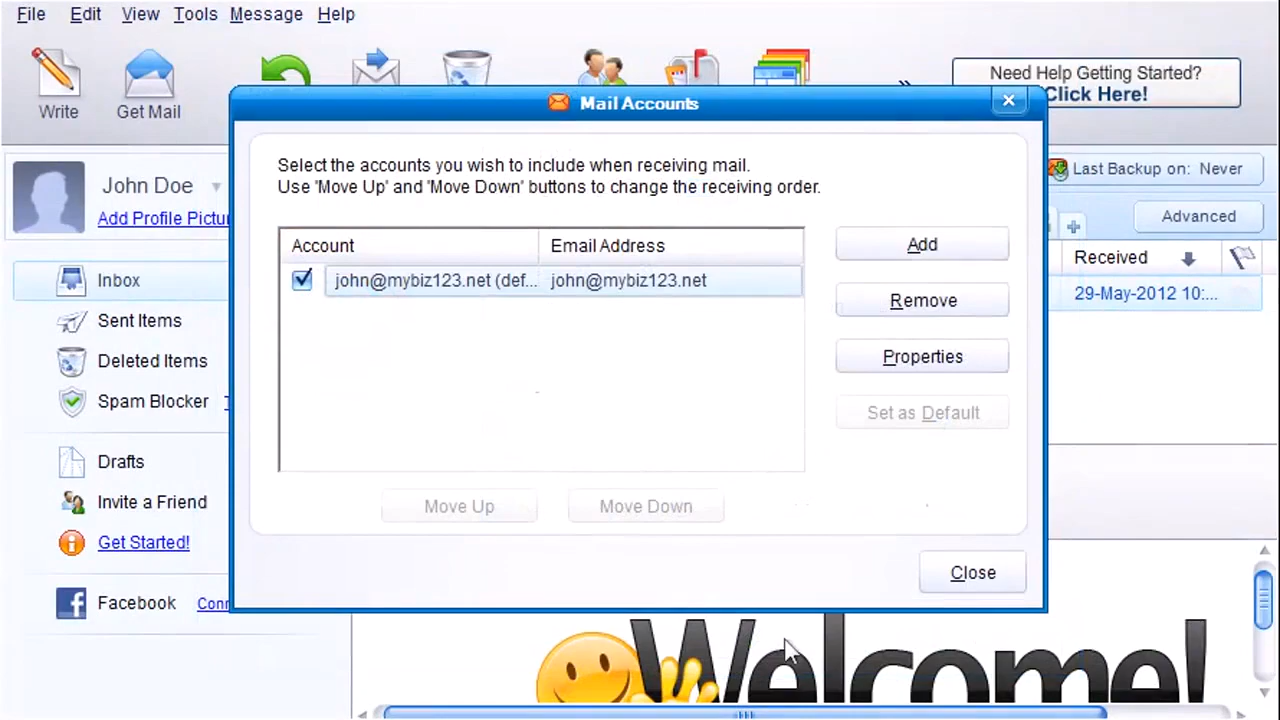 File Edit View Tools Message Help
Write
Get Mail
Need Help Getting Started?
Click Here!
Mail Accounts
Select the accounts you wish to include when receiving mail.
Use 'Move Up' and 'Move Down' buttons to change the receiving order.
Account Email Address
john@mybiz123.net (def... john@mybiz123.net
Add
Remove
Properties
Set as Default
Move Up Move Down
Close
John Doe
Add Profile Pictu
Inbox
Sent Items
Deleted Items
Spam Blocker
Drafts
Invite a Friend
Get Started!
Facebook Conn
Last Backup on: Never
Advanced
Received
29-May-2012 10:...
Welcome!